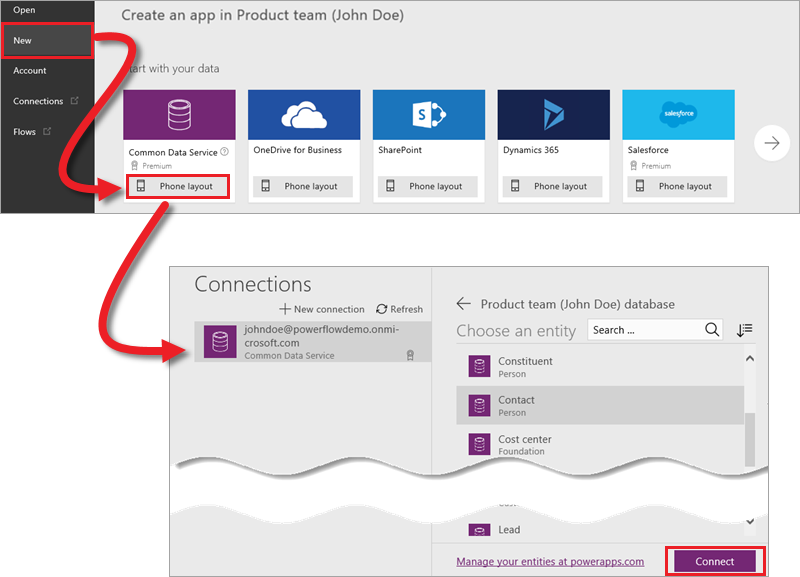 Open
New
Account
Connections
Flows
Create an app in Product team (John Doe)
tart with your data
Common Data Service
Premium
Phone layout
OneDrive for Business
Phone layout
S
SharePoint
Phone layout
Dynamics 365
Phone layout
salesforce
Salesforce
Premium
Phone layout
Connections
New connection
Refresh
johndoe@powerflowdemo.onmi-
crosoft.com
Common Data Service
Product team (John Doe) database
Choose an entity
Search ...
Constituent
Person
Contact
Person
Cost center
Foundation
Lead
Manage your entities at powerapps.com
Connect